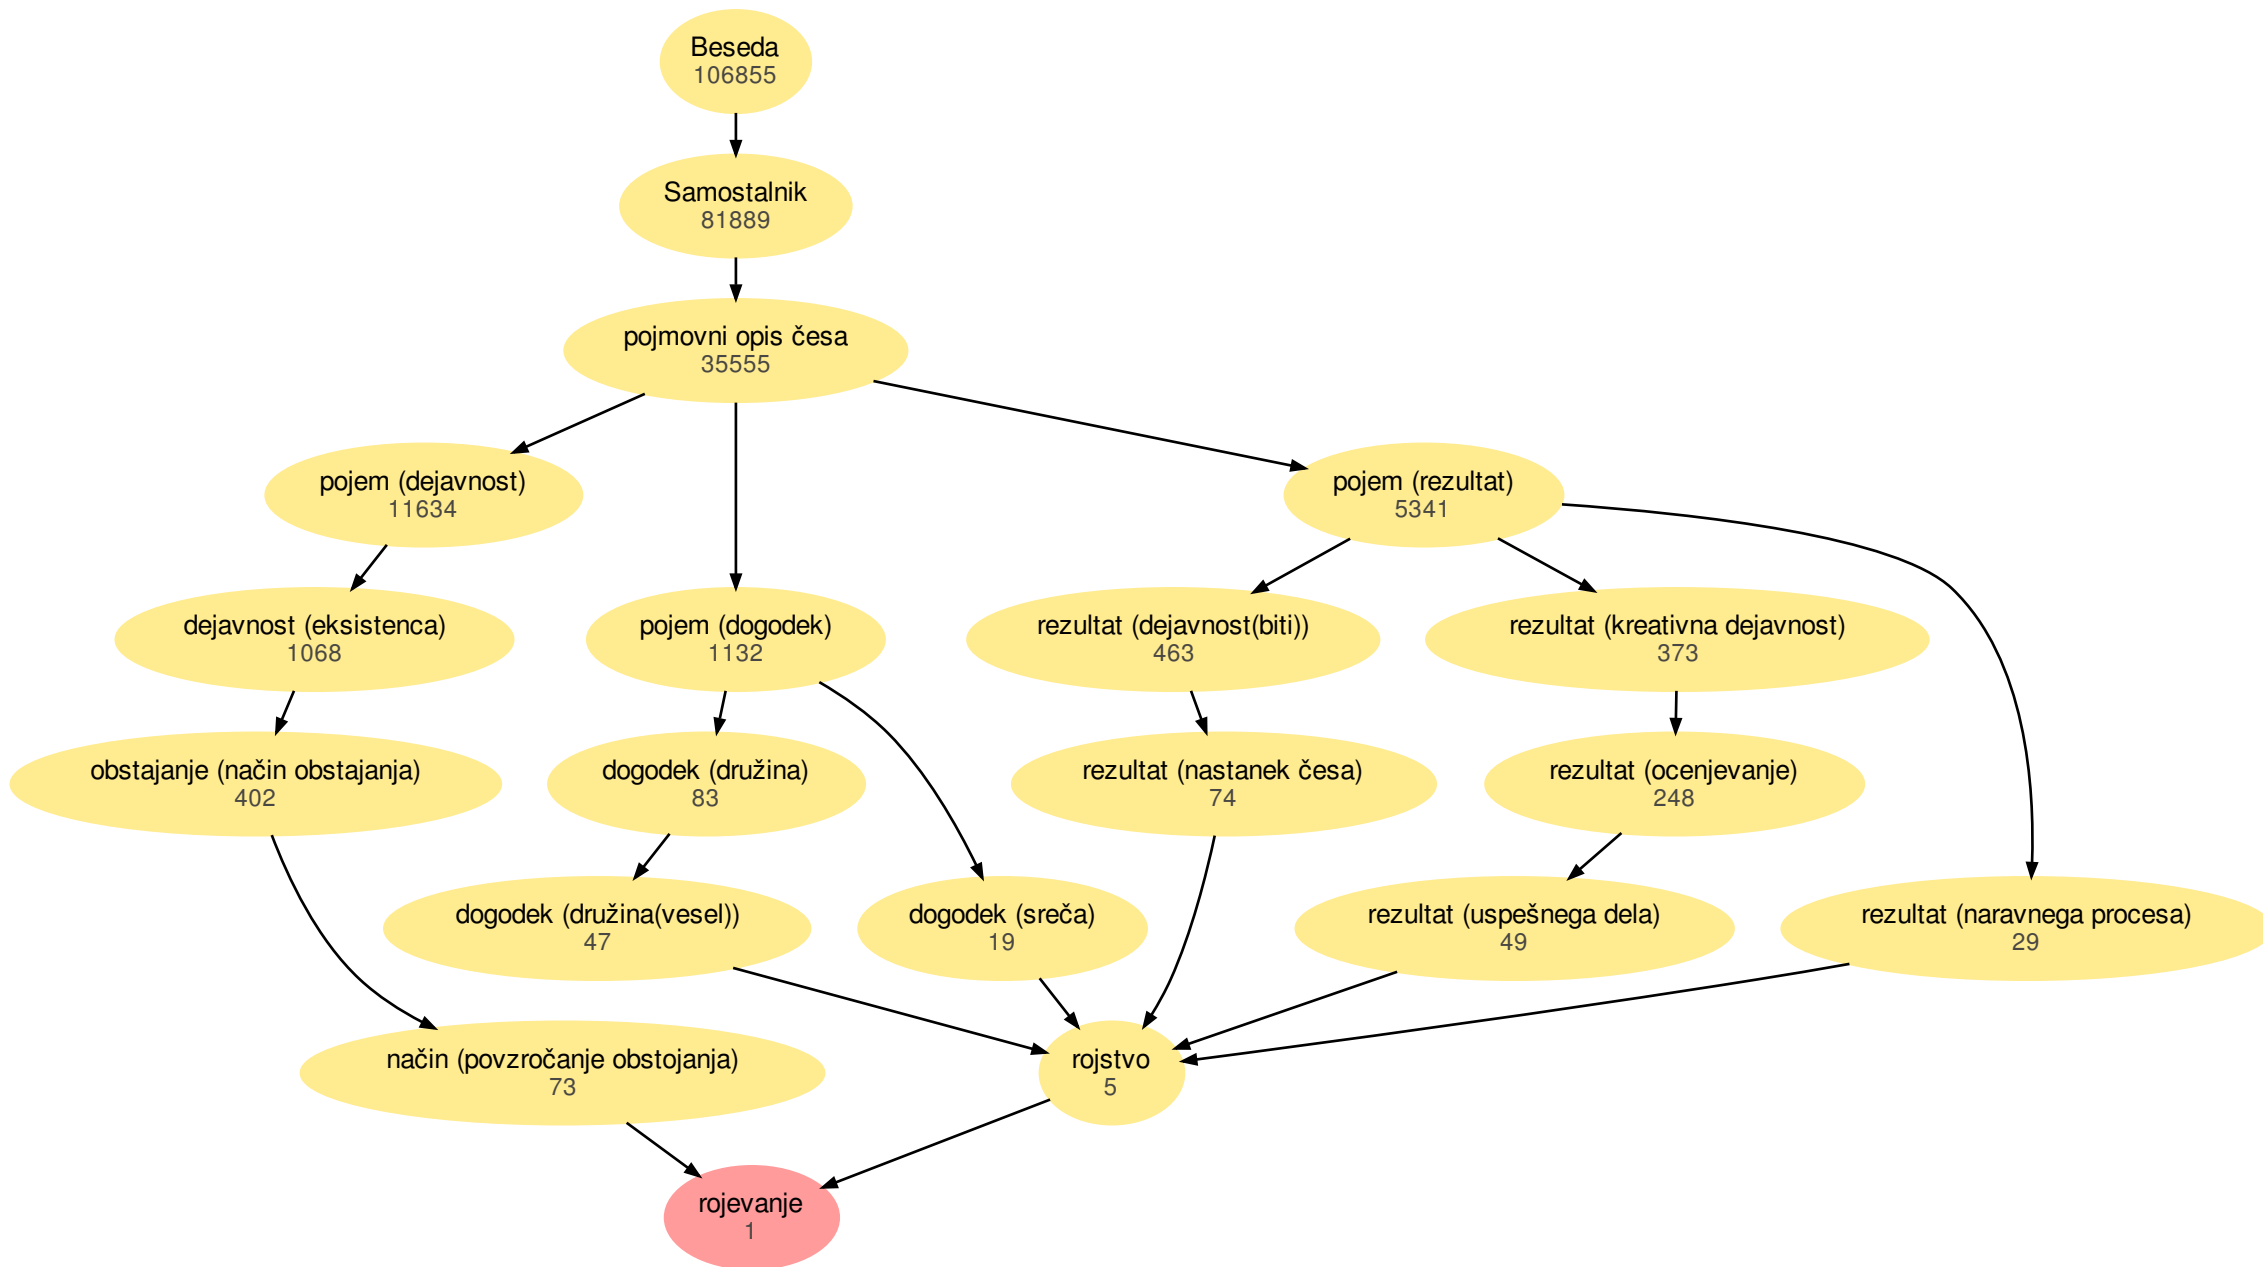 Beseda
106855
Samostalnik
81889
pojmovni opis česa
35555
pojem (dejavnost)
11634
pojem (rezultat)
5341
dejavnost (eksistenca)
1068
pojem (dogodek)
1132
rezultat (dejavnost(biti))
463
rezultat (kreativna dejavnost)
373
obstajanje (način obstajanja)
402
dogodek (družina)
83
rezultat (nastanek česa)
74
rezultat (ocenjevanje)
248
dogodek (družina(vesel))
47
dogodek (sreča)
19
rezultat (uspešnega dela)
49
rezultat (naravnega procesa)
29
način (povzročanje obstojanja)
73
rojstvo
5
rojevanje
1